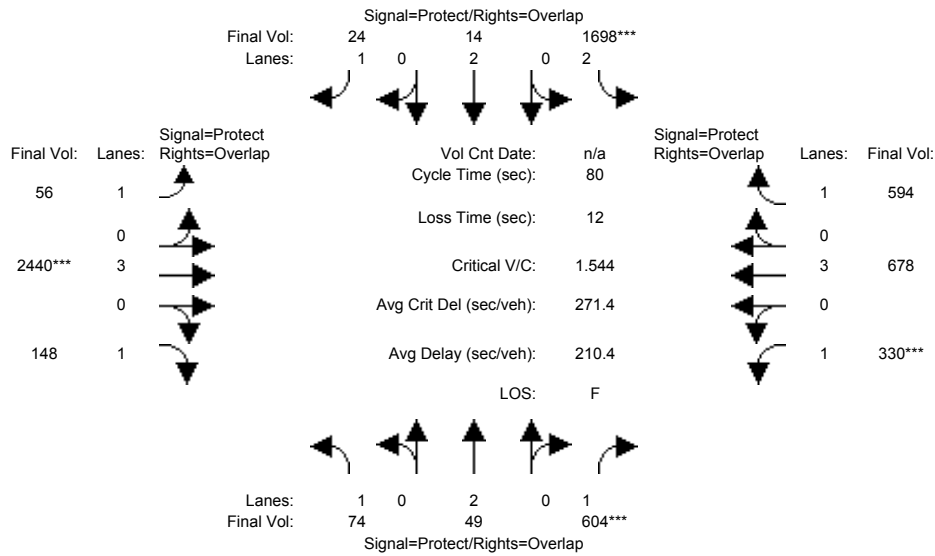 Signal=Protect/Rights=Overlap
Final Vol: 24 14 1698***
Lanes: 1 0 2 0 2
Signal=Protect
Final Vol: Lanes: Rights=Overlap
Vol Cnt Date: n/a
Signal=Protect
Rights=Overlap Lanes: Final Vol:
Cycle Time (sec): 80
56 1
1 594
Loss Time (sec): 12
0
0
2440*** 3
Critical V/C: 1.544
3 678
0
Avg Crit Del (sec/veh): 271.4
0
148 1
Avg Delay (sec/veh): 210.4
1 330***
LOS: F
Lanes: 1 0 2 0 1
Final Vol: 74 49 604***
Signal=Protect/Rights=Overlap